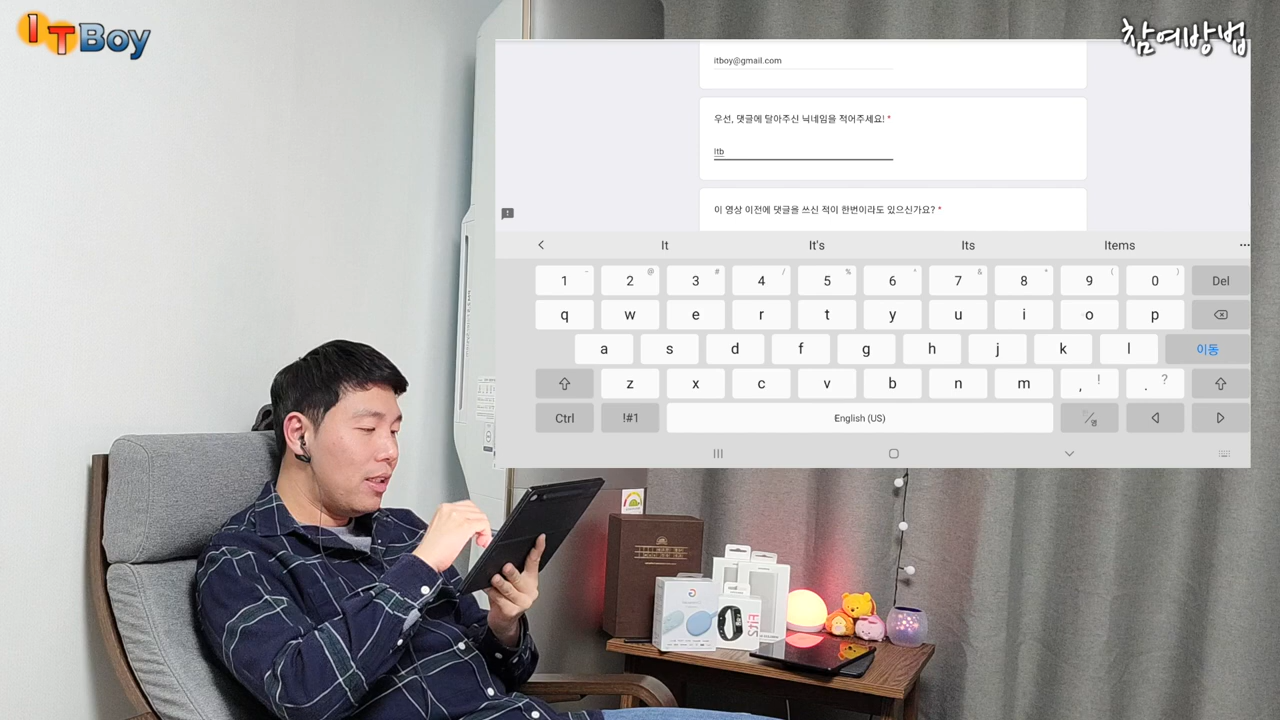 ITBoy
참여방법
itboy@gmail.com
우선, 댓글에 달아주신 닉네임을 적어주세요! *
Itb
이 영상 이전에 댓글을 쓰신 적이 한번이라도 있으신가요? *
It It's Its Items
1 2 @ 3 # 4 / 5 % 6 ^ 7 & 8 * 9 ( 0 ) Del
q w e r t y u i o p
a s d f g h j k l 이동
z x c v b n m , ! . ?
Ctrl !#1 English (US) 한/영